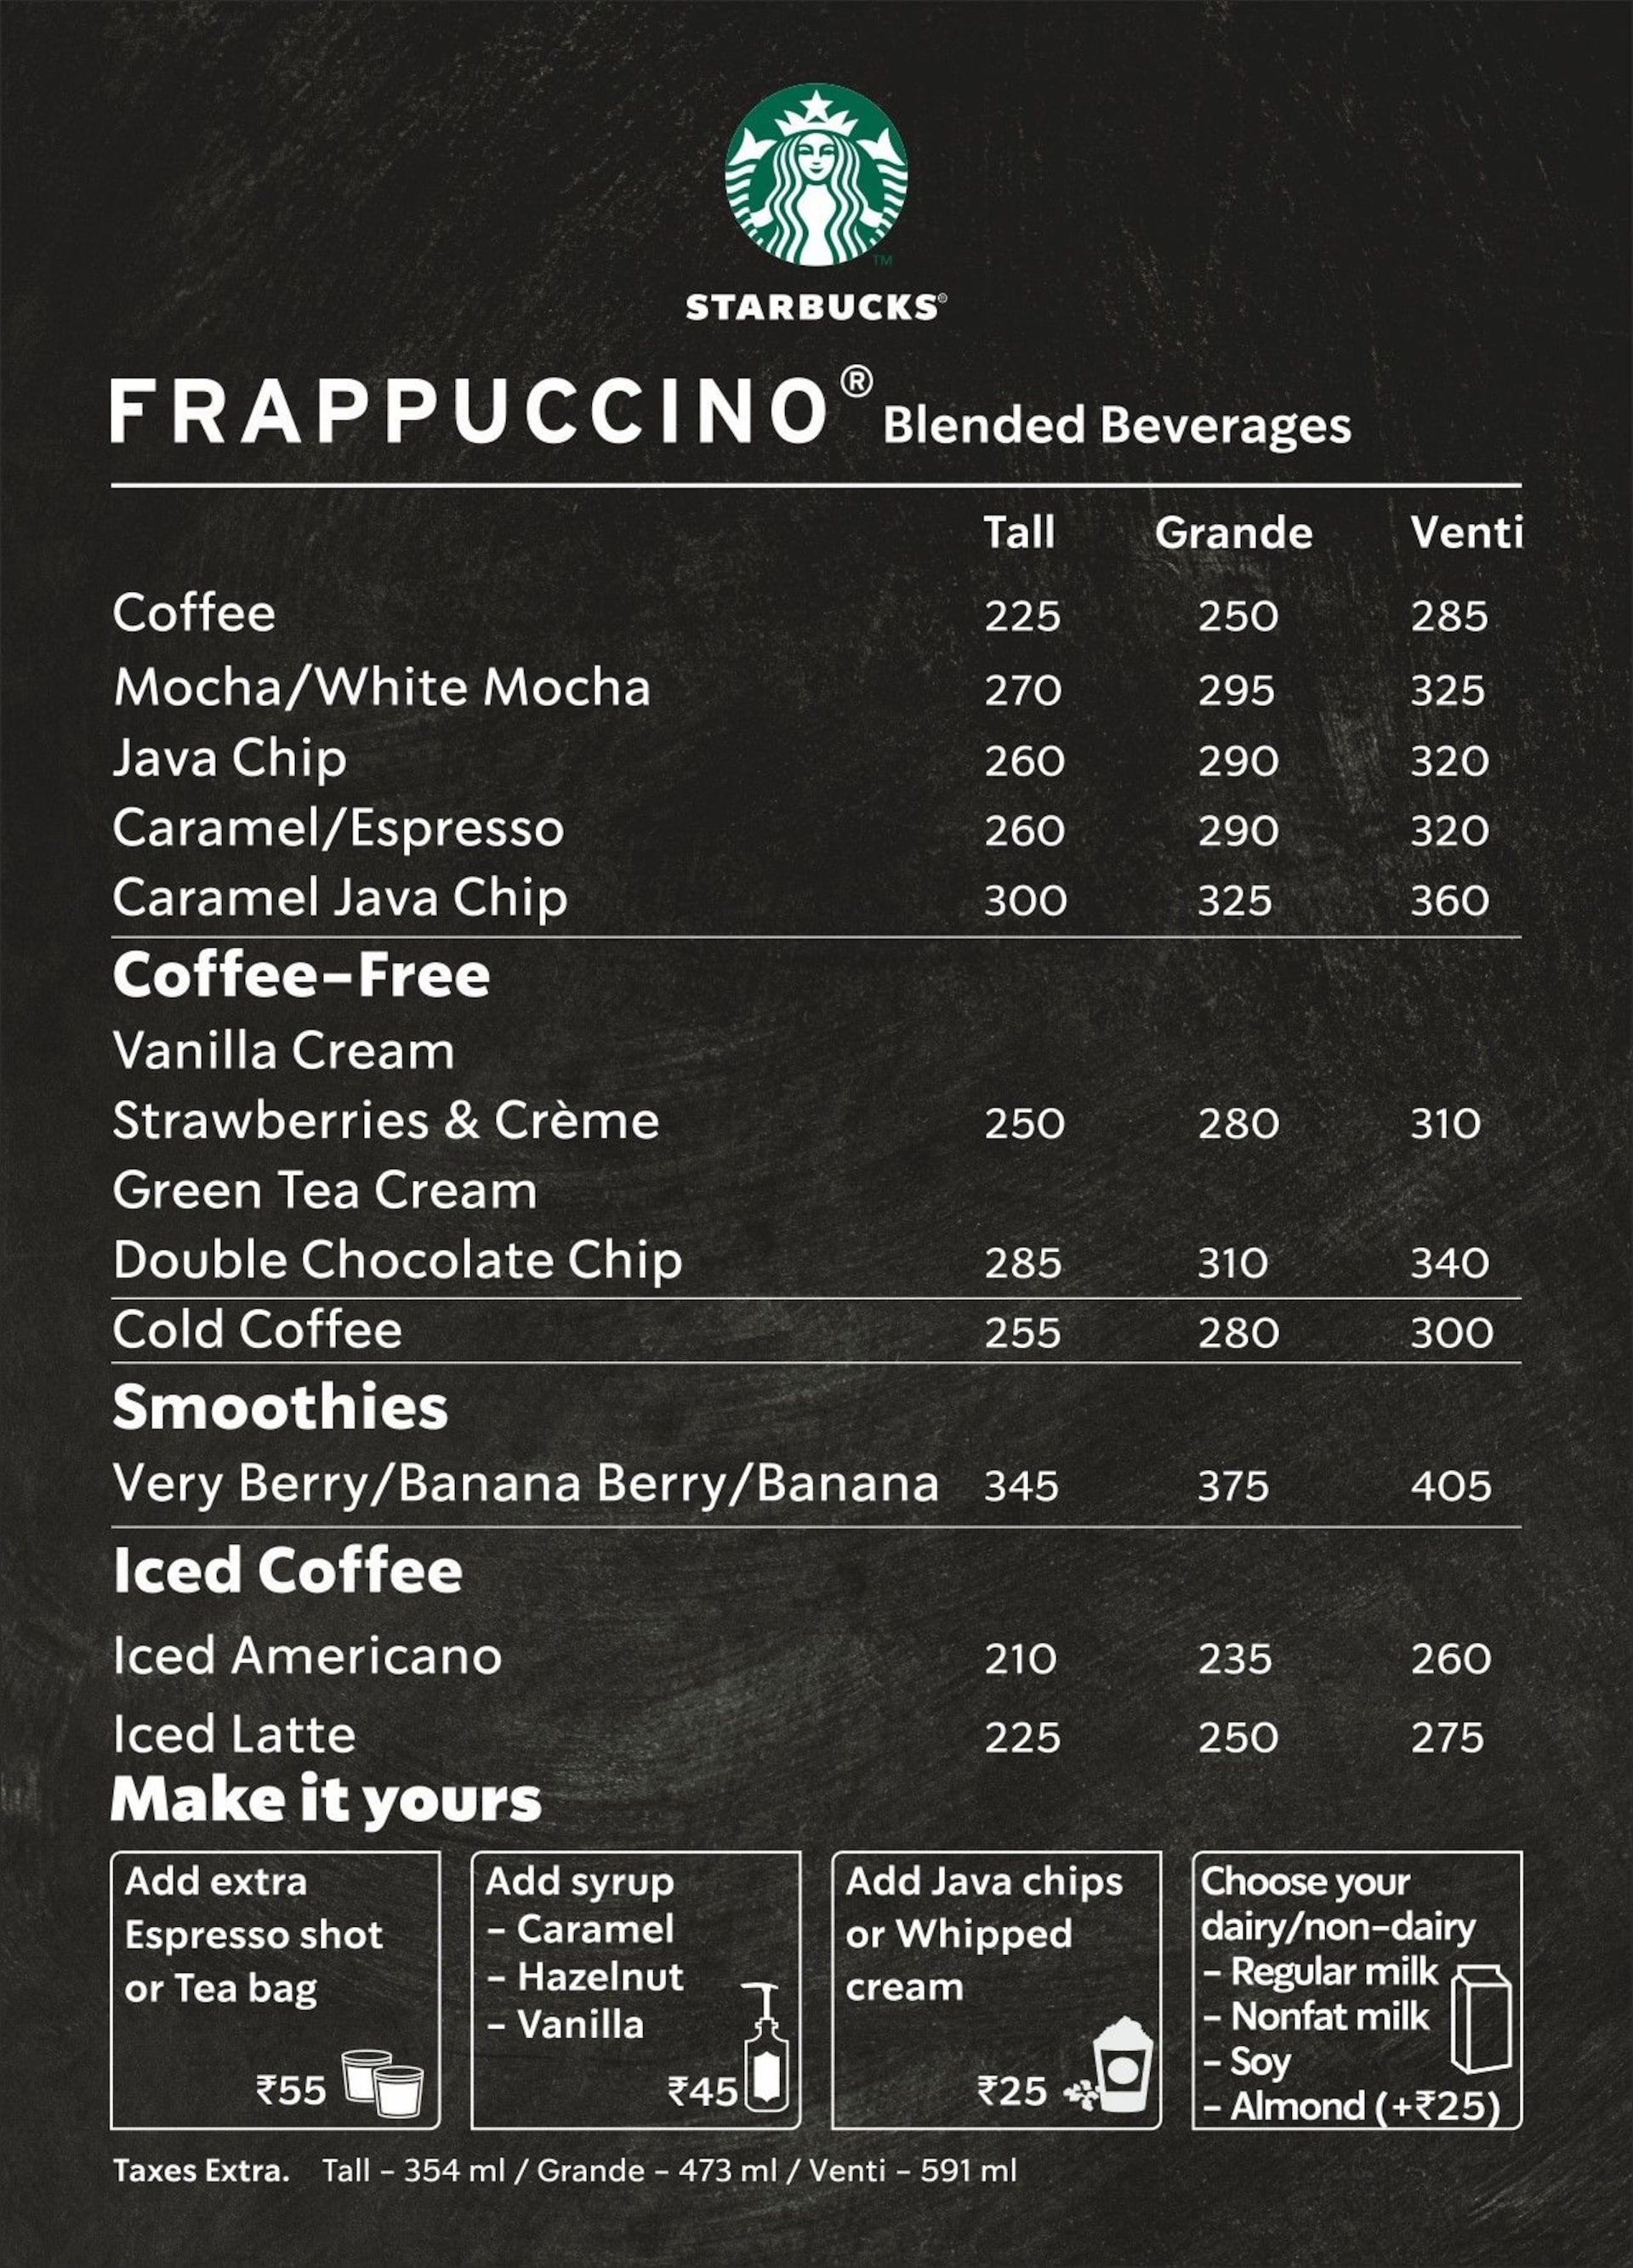 TM
STARBUCKS®
FRAPPUCCINO® Blended Beverages
Tall Grande Venti
Coffee 225 250 285
Mocha/White Mocha 270 295 325
Java Chip 260 290 320
Caramel/Espresso 260 290 320
Caramel Java Chip 300 325 360
Coffee-Free
Vanilla Cream
Strawberries & Crème 250 280 310
Green Tea Cream
Double Chocolate Chip 285 310 340
Cold Coffee 255 280 300
Smoothies
Very Berry/Banana Berry/Banana 345 375 405
Iced Coffee
Iced Americano 210 235 260
Iced Latte 225 250 275
Make it yours
Add extra
Espresso shot
or Tea bag
₹55
Add syrup
- Caramel
- Hazelnut
- Vanilla
₹45
Add Java chips
or Whipped
cream
₹25
Choose your
dairy/non-dairy
- Regular milk
- Nonfat milk
- Soy
- Almond (+₹25)
Taxes Extra. Tall - 354 ml / Grande - 473 ml / Venti - 591 ml